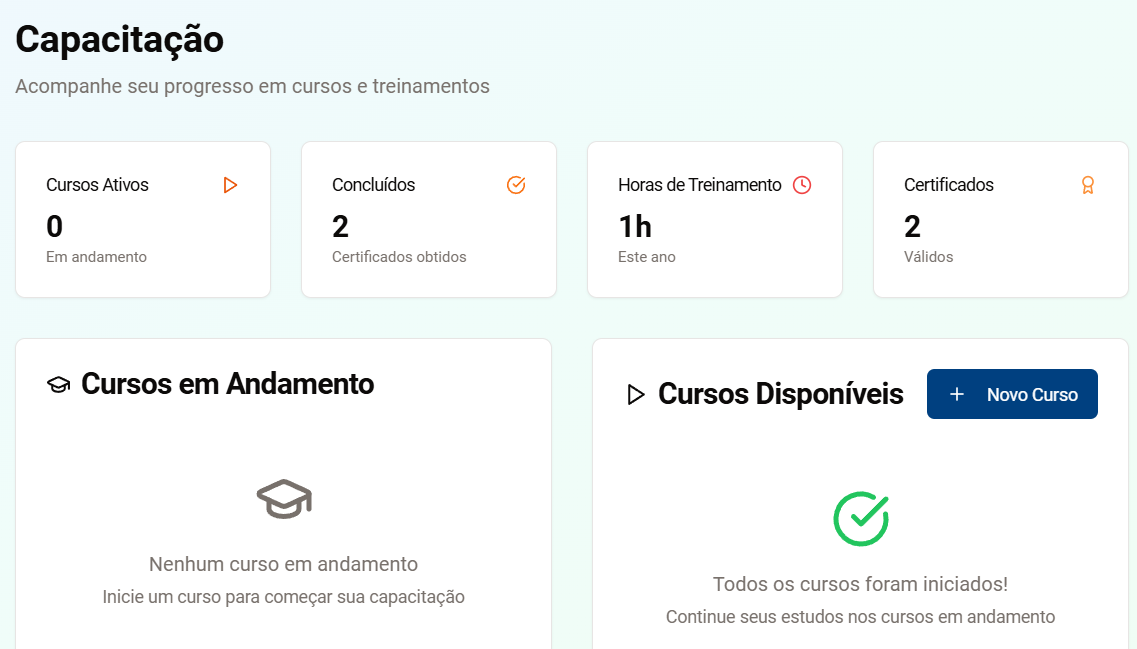 Capacitação
Acompanhe seu progresso em cursos e treinamentos
Cursos Ativos
0
Em andamento
Concluídos
2
Certificados obtidos
Horas de Treinamento
1h
Este ano
Certificados
2
Válidos
Cursos em Andamento
Nenhum curso em andamento
Inicie um curso para começar sua capacitação
Cursos Disponíveis
Novo Curso
Todos os cursos foram iniciados!
Continue seus estudos nos cursos em andamento